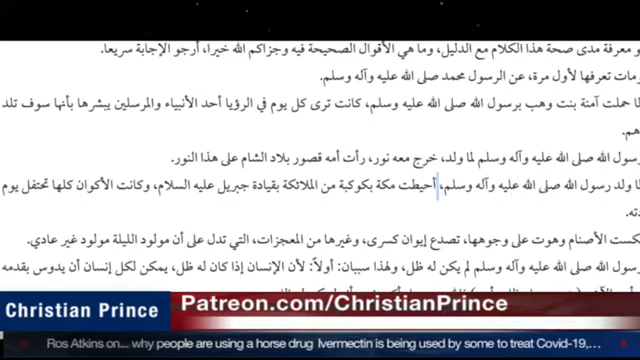 و معرفة مدى صحة هذا الكلام مع الدليل، وما هي الأقوال الصحيحة فيه وجزاكم الله خيرا، أرجو الإجابة سريعا.
ومات تعرفها لأول مرة، عن الرسول محمد صلى الله عليه وآله وسلم.
ا حملت آمنة بنت وهب برسول الله صلى الله عليه وسلم، كانت ترى كل يوم في الرؤيا أحد الأنبياء والمرسلين يبشرها بأنها سوف تلد
هم.
رسول الله صلى الله عليه وآله وسلم لما ولد، خرج معه نور، رأت أمه قصور بلاد الشام على هذا النور.
ا ولد رسول الله صلى الله عليه وآله وسلم، أحيطت مكة بكوكبة من الملائكة بقيادة جبريل عليه السلام، وكانت الأكوان كلها تحتفل يوم
دته.
كست الأصنام وهوت على وجوهها، تصدع إيوان كسرى، وغيرها من المعجزات، التي تدل على أن مولود الليلة مولود غير عادي.
رسول الله صلى الله عليه وآله وسلم لم يكن له ظل، ولهذا سببان: أولاً: لأن الإنسان إذا كان له ظل، يمكن لكل إنسان أن يدوس بقدمه
Christian Prince
Patreon.com/ChristianPrince
Ros Atkins on... why people are using a horse drug Ivermectin is being used by some to treat Covid-19,...